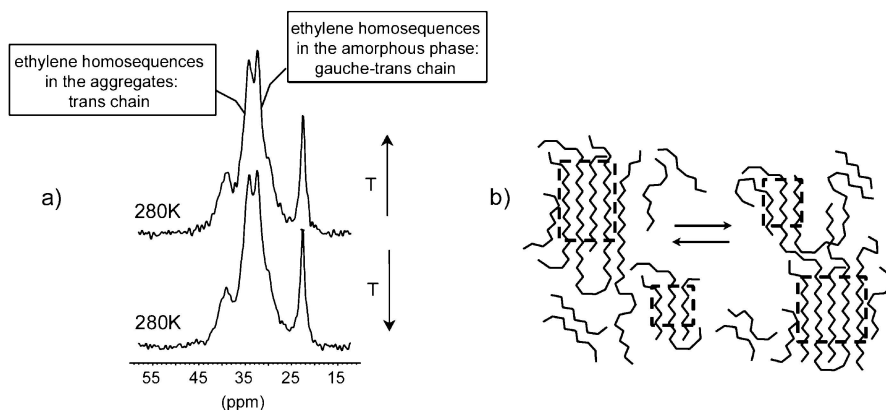 ethylene homosequences
in the aggregates:
trans chain
ethylene homosequences
in the amorphous phase:
gauche-trans chain
a)
280K
T
280K
T
55 45 35 25 15
(ppm)
b)